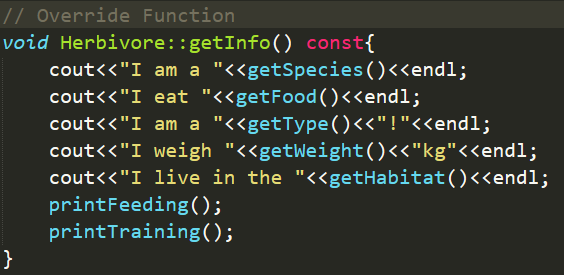 // Override Function
void Herbivore::getInfo() const{
    cout<<"I am a "<<getSpecies()<<endl;
    cout<<"I eat "<<getFood()<<endl;
    cout<<"I am a "<<getType()<<"!"<<endl;
    cout<<"I weigh "<<getWeight()<<"kg"<<endl;
    cout<<"I live in the "<<getHabitat()<<endl;
    printFeeding();
    printTraining();
}